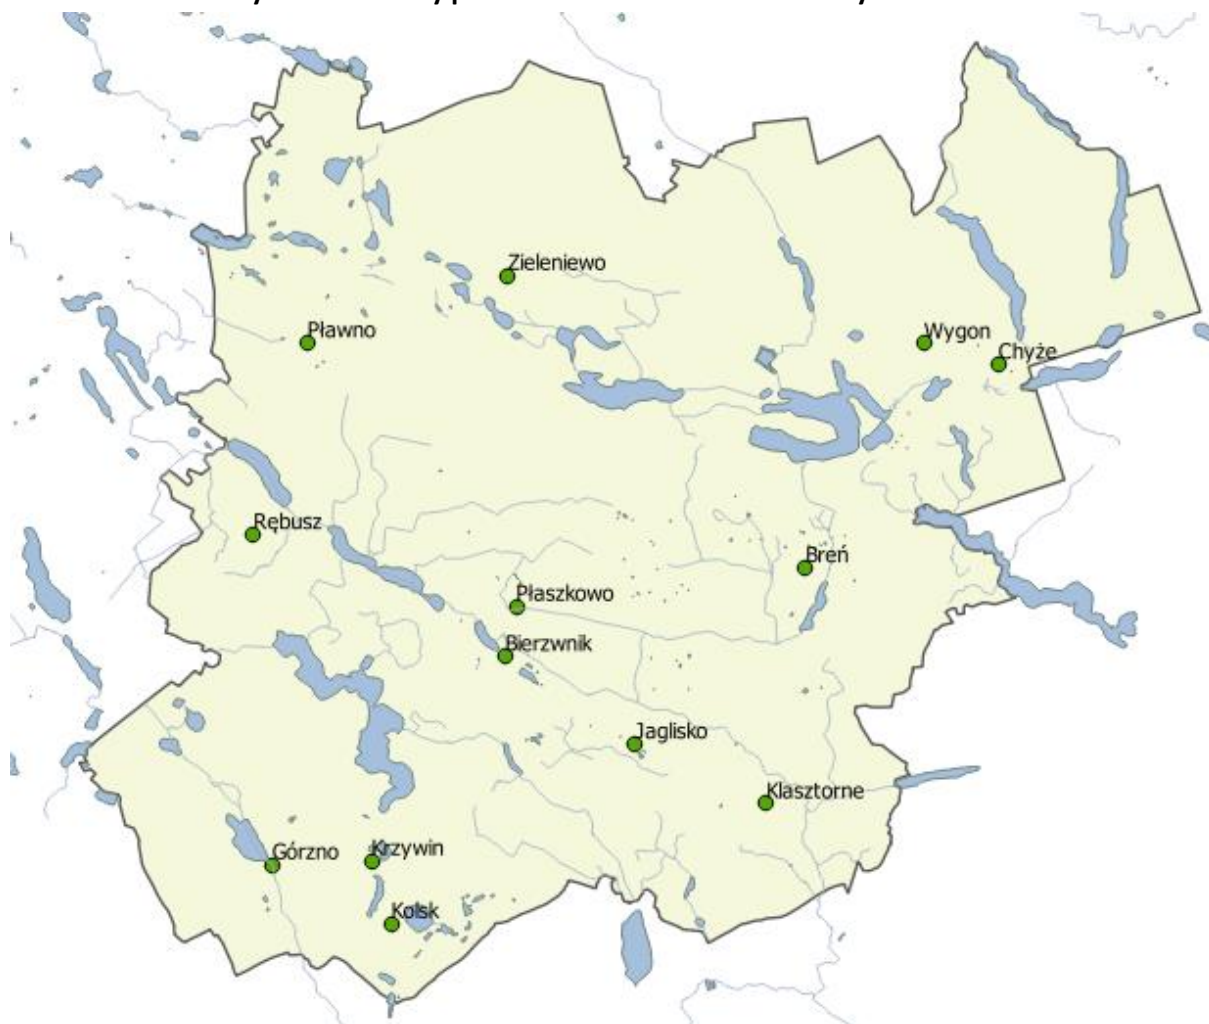 Zieleniewo
Pławno
Wygon
Chyże
Rębusz
Breń
Płaszkowo
Bierzwnik
Jaglisko
Klasztorne
Górzno
Krzywin
Kolsk